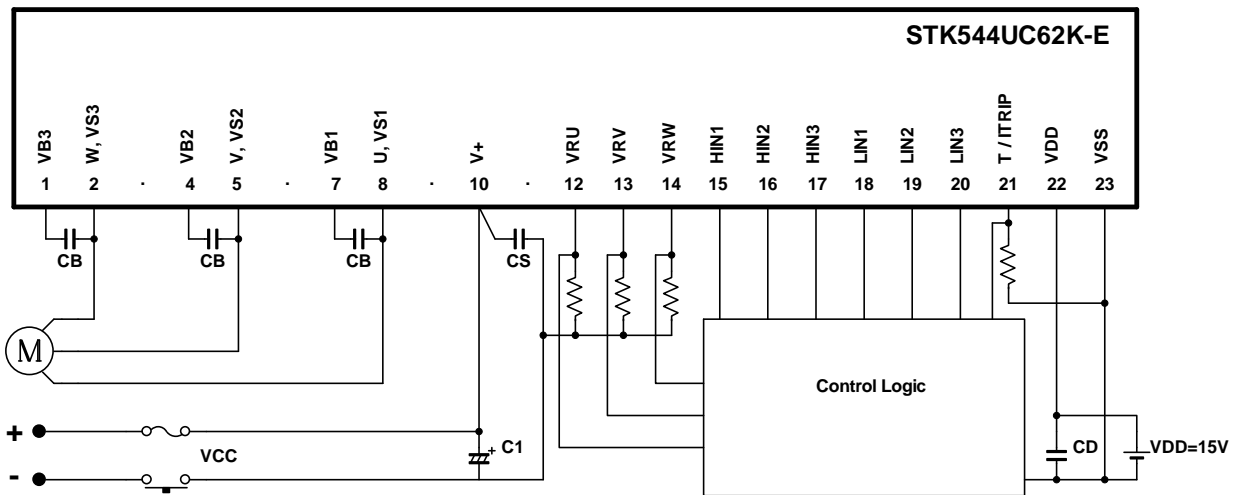 STK544UC62K-E
VB3
W, VS3
VB2
V, VS2
VB1
U, VS1
V+
VRU
VRV
VRW
HIN1
HIN2
HIN3
LIN1
LIN2
LIN3
T / ITRIP
VDD
VSS
1 2 · 4 5 · 7 8 · 10 · 12 13 14 15 16 17 18 19 20 21 22 23
CB
CB
CB
CS
M
Control Logic
+
VCC
+ C1
CD
VDD=15V
-